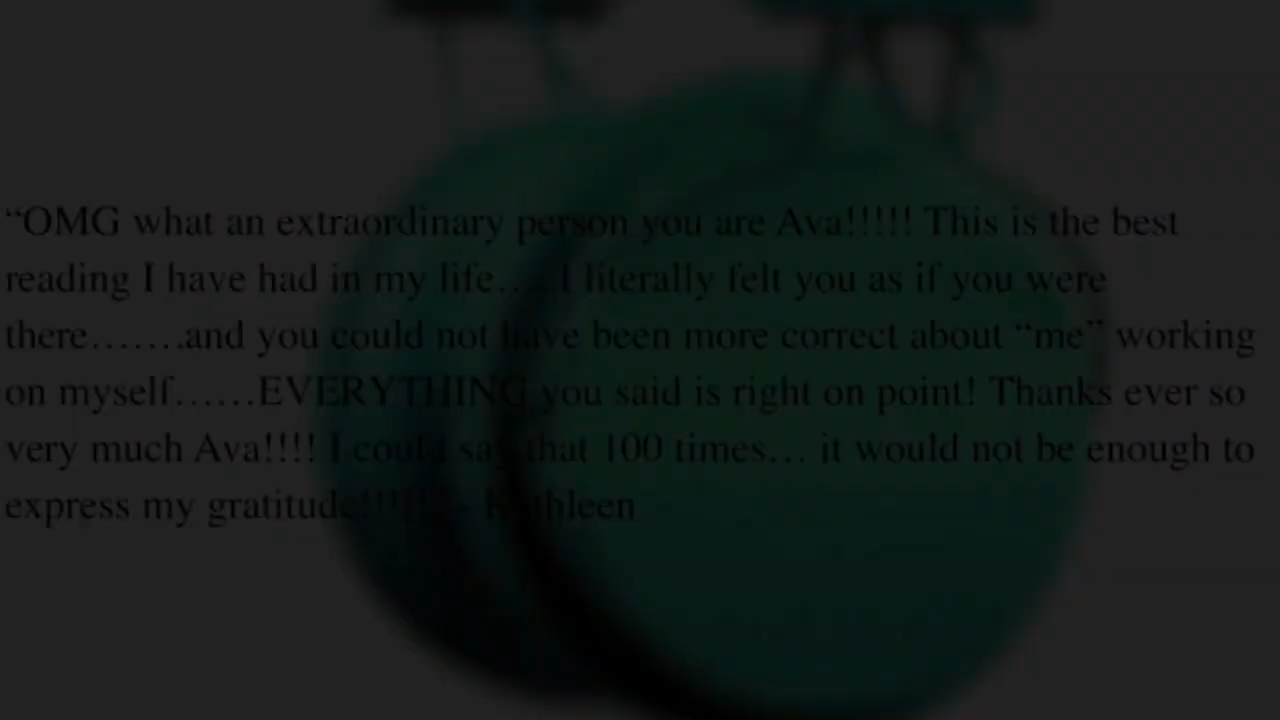 “OMG what an extraordinary person you are Ava!!!!! This is the best
reading I have had in my life.….I literally felt you as if you were
there…….and you could not have been more correct about “me” working
on myself……EVERYTHING you said is right on point! Thanks ever so
very much Ava!!!! I could say that 100 times… it would not be enough to
express my gratitude!!!!!! - Kathleen